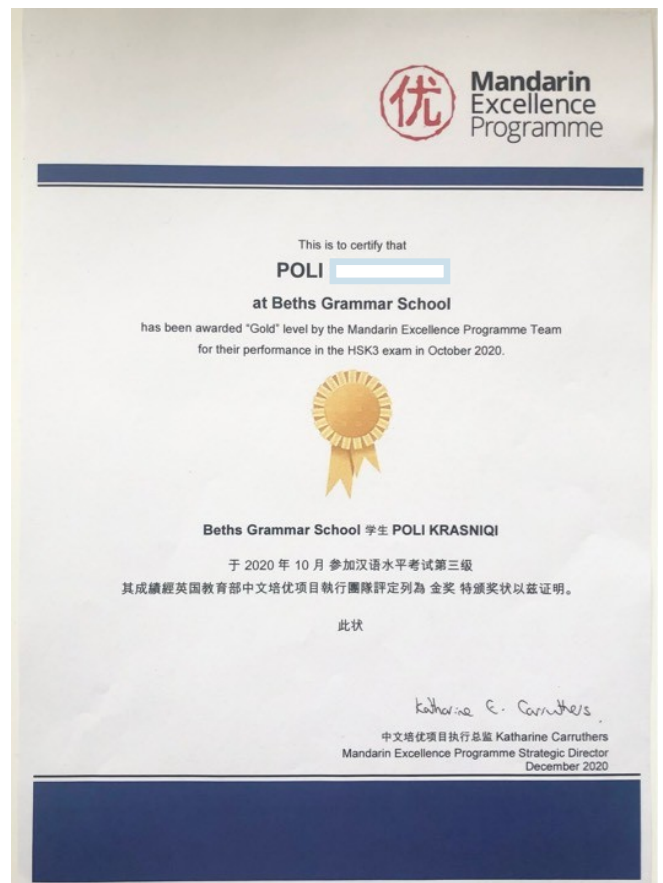 优
Mandarin
Excellence
Programme
This is to certify that
POLI
at Beths Grammar School
has been awarded “Gold” level by the Mandarin Excellence Programme Team
for their performance in the HSK3 exam in October 2020.
Beths Grammar School 学生 POLI KRASNIQI
于 2020 年 10 月 参加汉语水平考试第三级
其成績經英国教育部中文培优项目執行團隊評定列為 金奖 特颁奖状以兹证明。
此状
Katharine E. Carruthers
中文培优项目执行总监 Katharine Carruthers
Mandarin Excellence Programme Strategic Director
December 2020